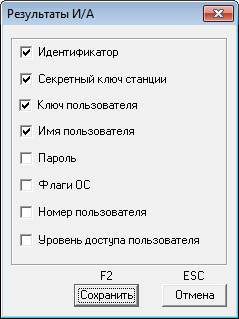 Результаты И/А
Идентификатор
Секретный ключ станции
Ключ пользователя
Имя пользователя
Пароль
Флаги ОС
Номер пользователя
Уровень доступа пользователя
F2 ESC
Сохранить Отмена